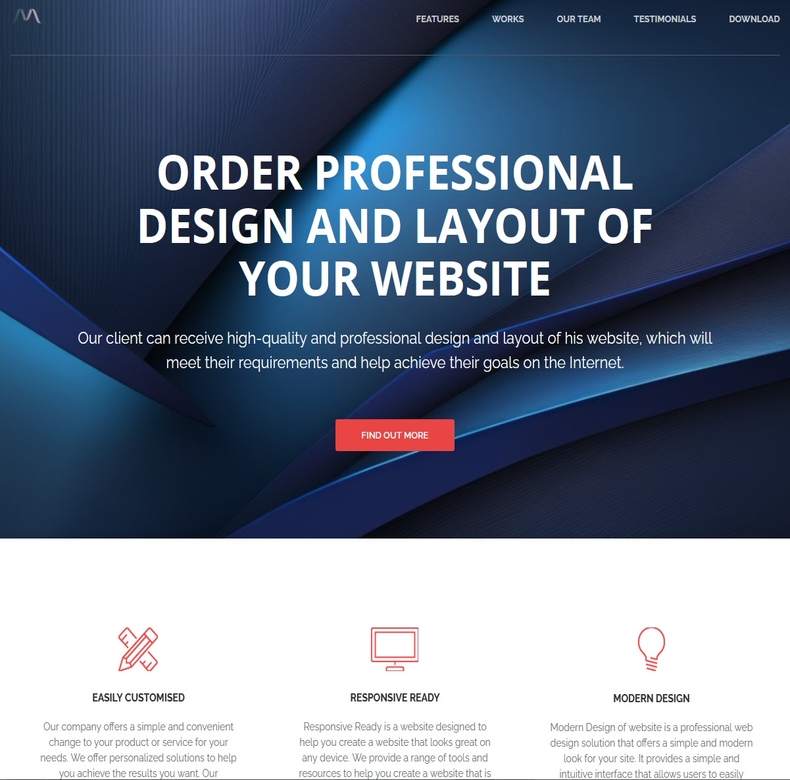 FEATURES WORKS OUR TEAM TESTIMONIALS DOWNLOAD
ORDER PROFESSIONAL
DESIGN AND LAYOUT OF
YOUR WEBSITE
Our client can receive high-quality and professional design and layout of his website, which will
meet their requirements and help achieve their goals on the Internet.
FIND OUT MORE
EASILY CUSTOMISED
Our company offers a simple and convenient
change to your product or service for your
needs. We offer personalized solutions to help
you achieve the results you want. Our
RESPONSIVE READY
Responsive Ready is a website designed to
help you create a website that looks great on
any device. We provide a range of tools and
resources to help you create a website that is
MODERN DESIGN
Modern Design of website is a professional web
design solution that offers a simple and modern
look for your site. It provides a simple and
intuitive interface that allows users to easily